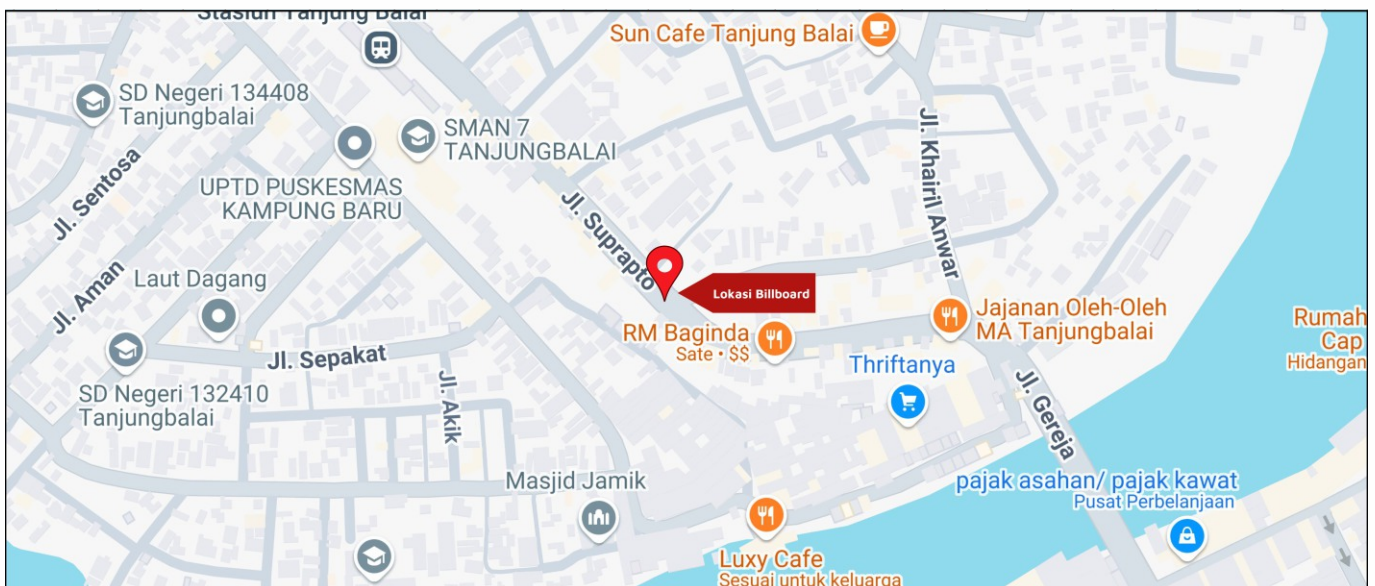 Stasiun Tanjung Balai
Sun Cafe Tanjung Balai
SD Negeri 134408
Tanjungbalai
SMAN 7
TANJUNGBALAI
UPTD PUSKESMAS
KAMPUNG BARU
Jl. Sentosa
Jl. Suprapto
Jl. Khairil Anwar
Laut Dagang
Jl. Aman
Lokasi Billboard
Jajanan Oleh-Oleh
MA Tanjungbalai
RM Baginda
Sate • $$
Rumah
Cap
Hidangan
Jl. Sepakat
Thriftanya
SD Negeri 132410
Tanjungbalai
Jl. Akik
Jl. Gereja
Masjid Jamik
pajak asahan/ pajak kawat
Pusat Perbelanjaan
Luxy Cafe
Sesuai untuk keluarga